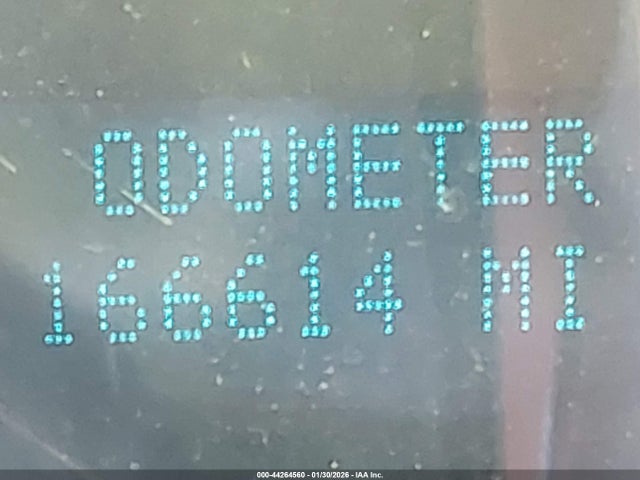 ODOMETER
166614 MI
000-44264560 - 01/30/2026 - IAA Inc.